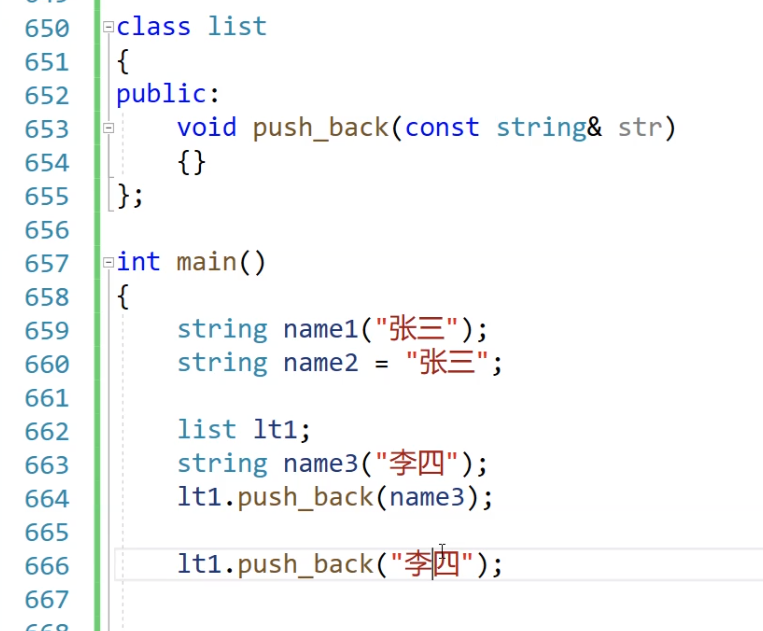 650 class list
651 {
652 public:
653     void push_back(const string& str)
654     {}
655 };
656
657 int main()
658 {
659     string name1("张三");
660     string name2 = "张三";
661
662     list lt1;
663     string name3("李四");
664     lt1.push_back(name3);
665
666     lt1.push_back("李四");
667